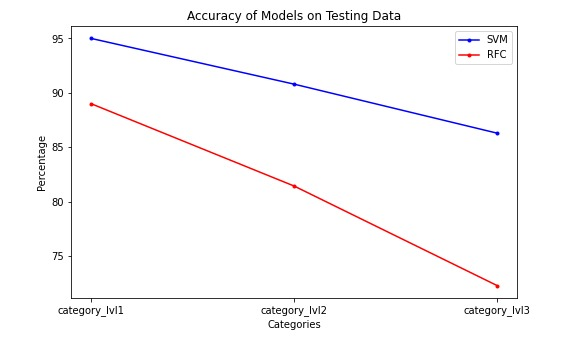 Accuracy of Models on Testing Data
SVM
RFC
Percentage
95
90
85
80
75
category_lvl1
category_lvl2
category_lvl3
Categories